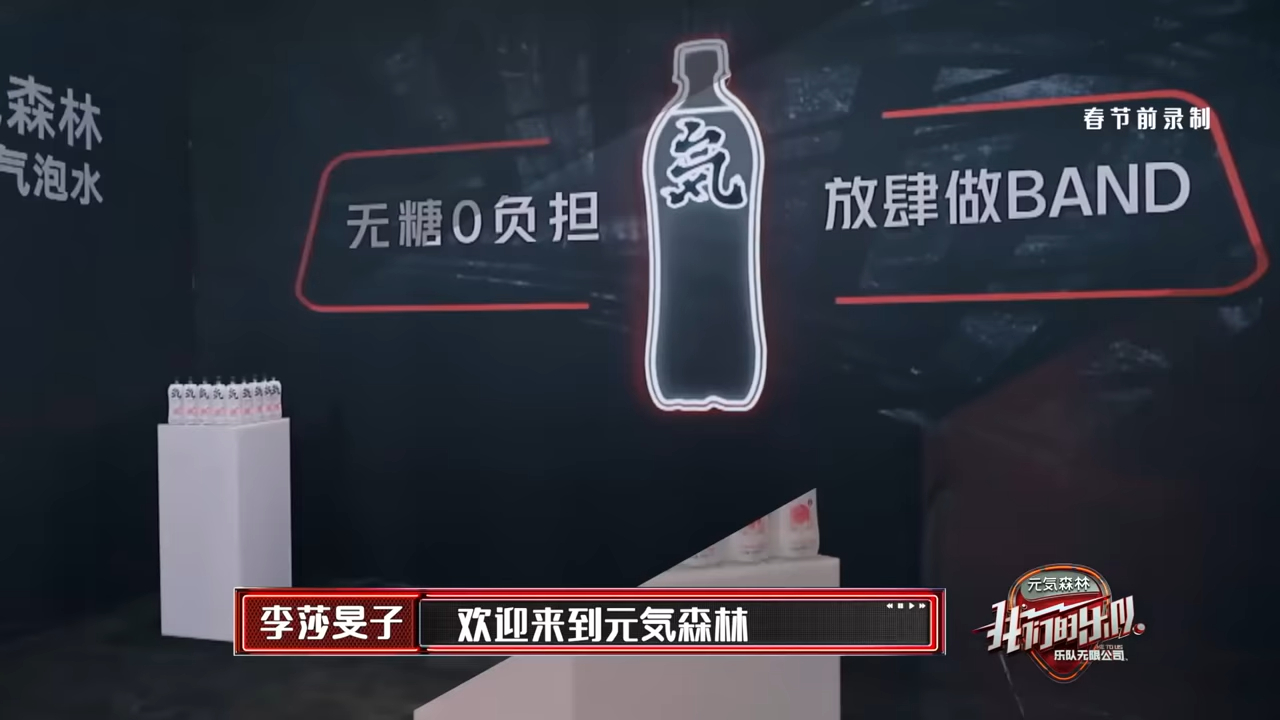 森林
气泡水
春节前录制
无糖0负担
気
放肆做BAND
李莎旻子
欢迎来到元気森林
元気森林
我们的乐队
乐队无限公司